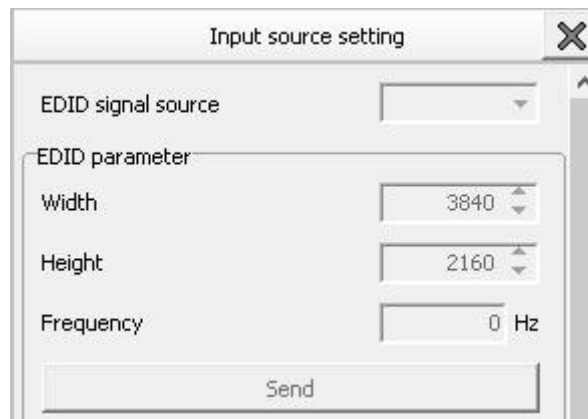 Input source setting
EDID signal source
EDID parameter
Width 3840
Height 2160
Frequency 0 Hz
Send